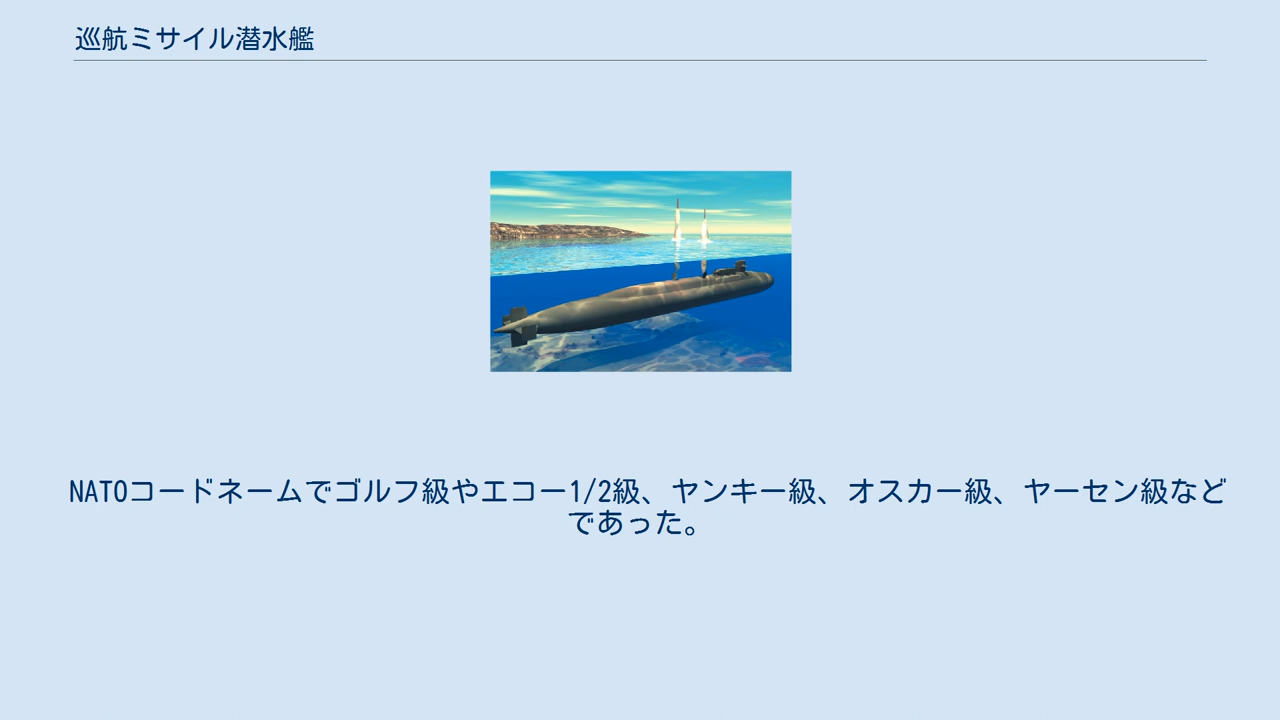 巡航ミサイル潜水艦
NATOコードネームでゴルフ級やエコー1/2級、ヤンキー級、オスカー級、ヤーセン級など
であった。